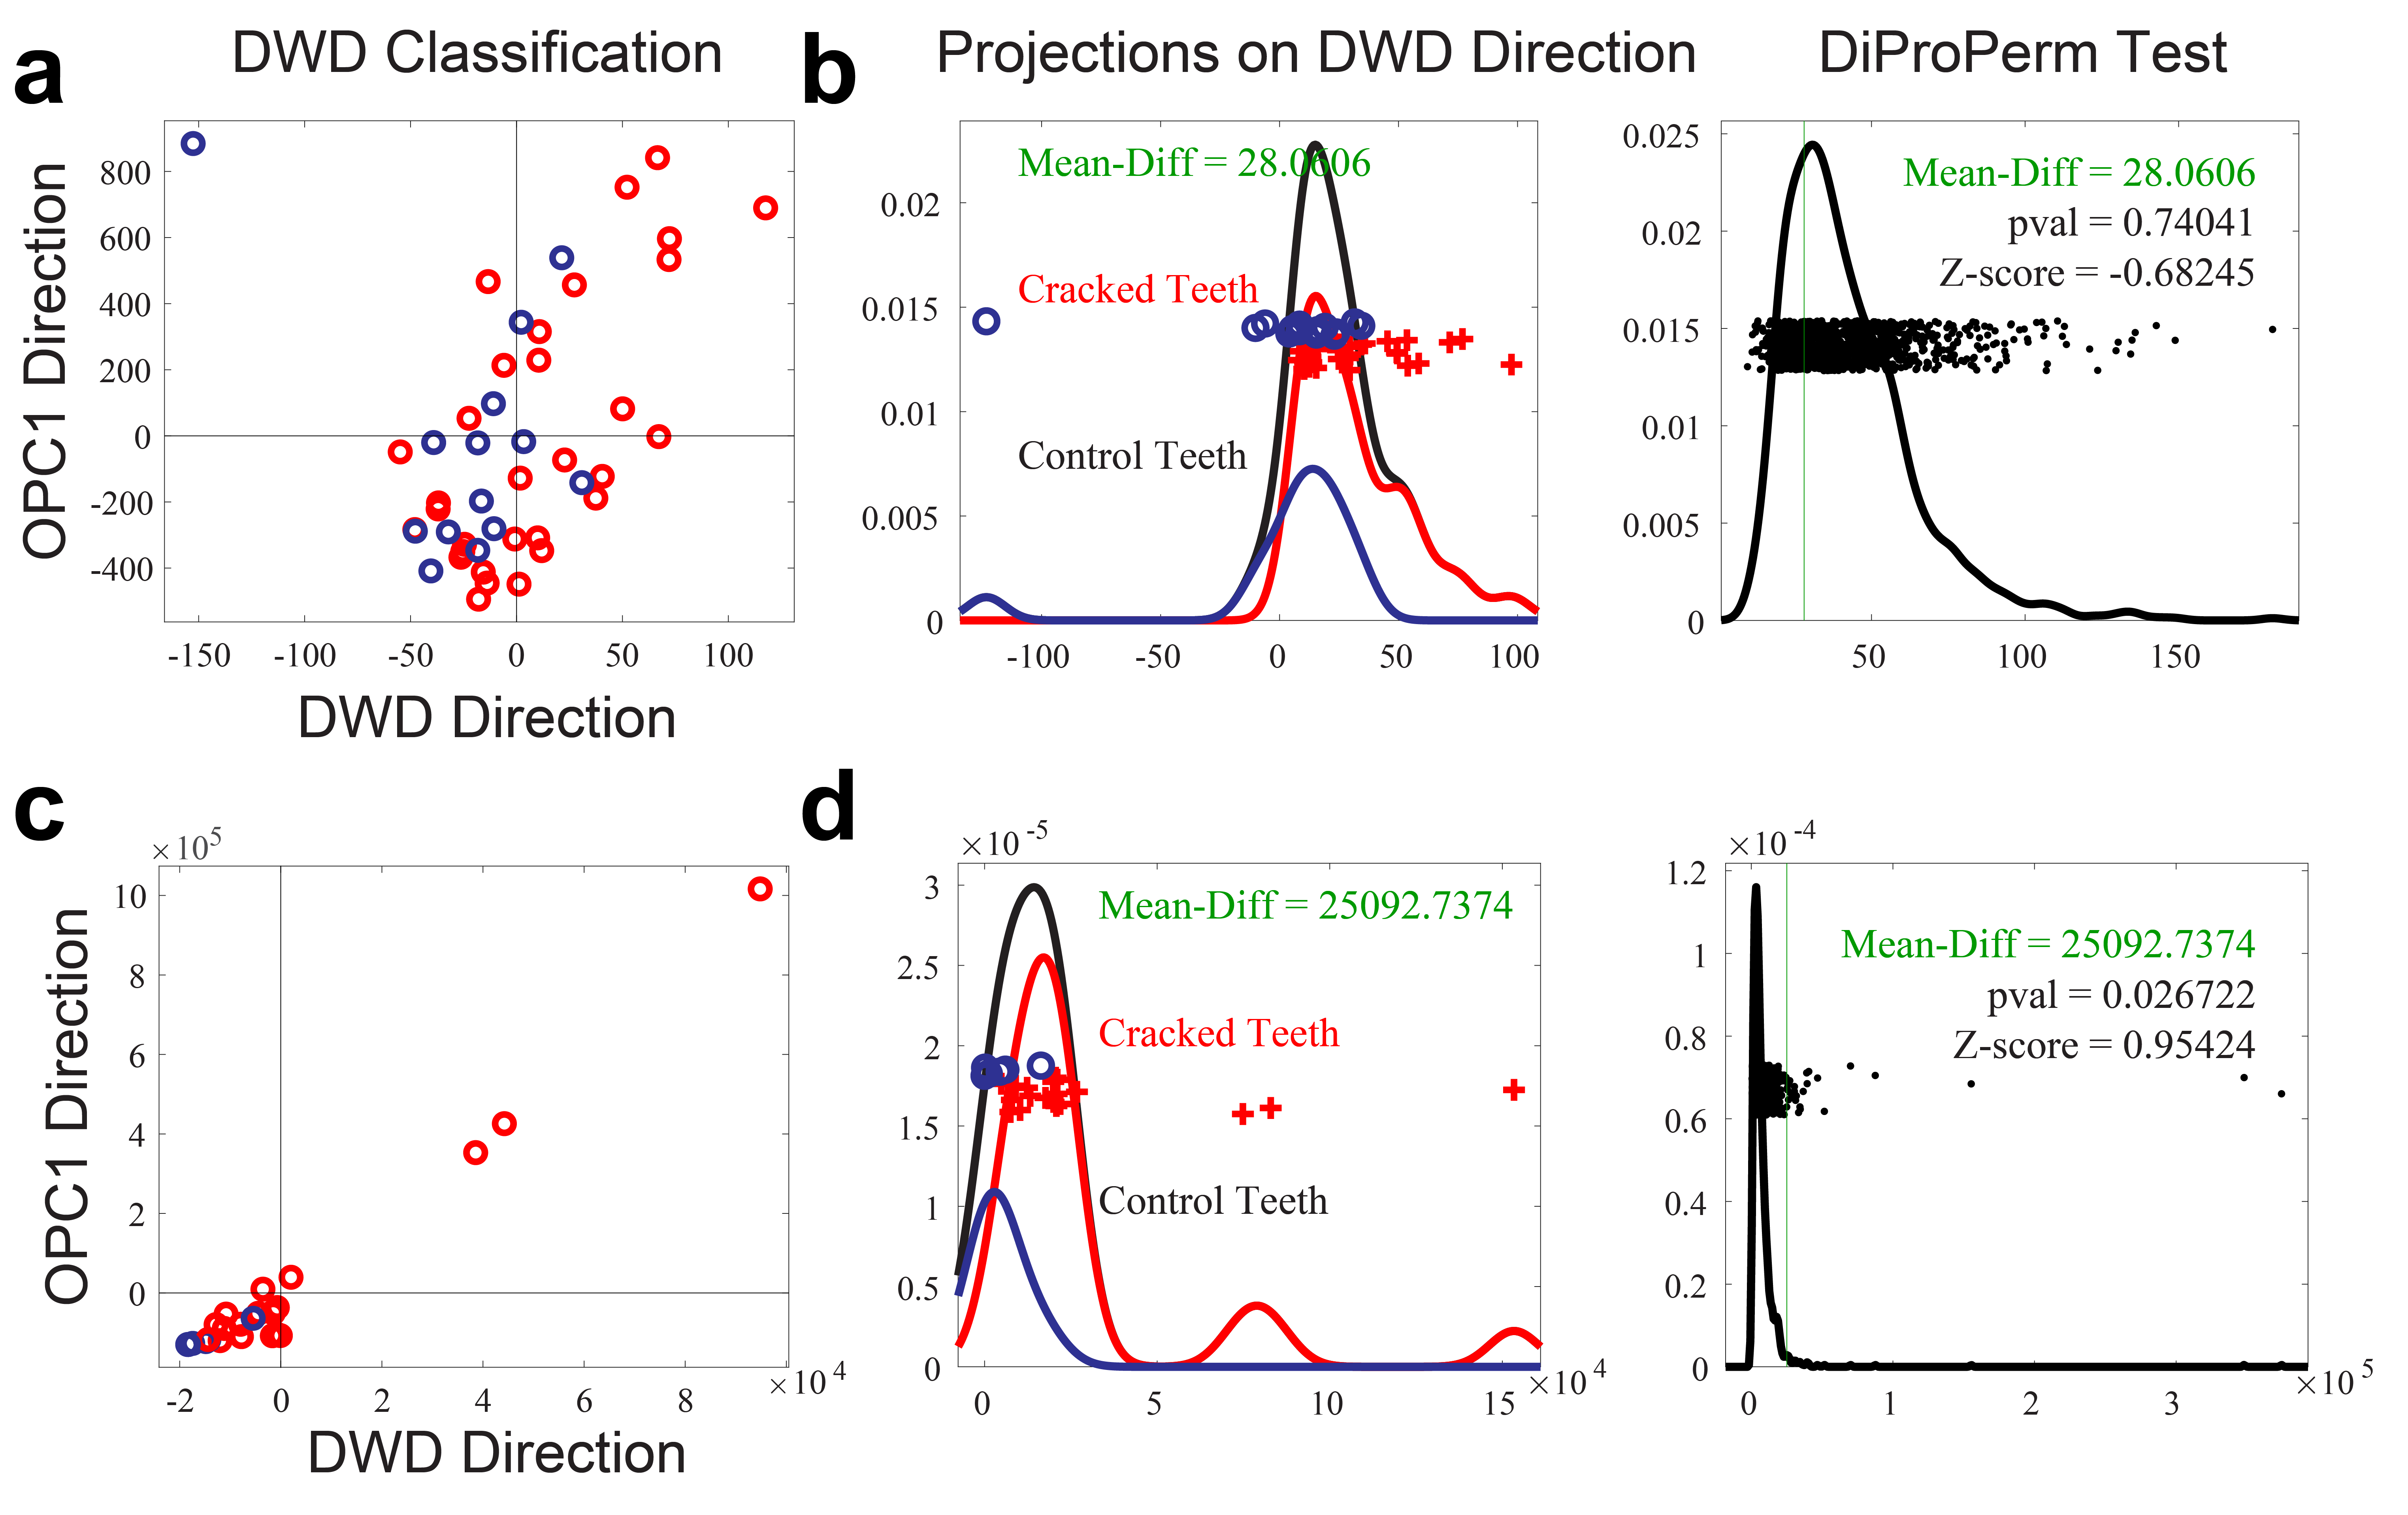 a
DWD Classification
OPC1 Direction
800
600
400
200
0
-200
-400
-150 -100 -50 0 50 100
DWD Direction
b
Projections on DWD Direction
Mean-Diff = 28.0606
Cracked Teeth
Control Teeth
0.02
0.015
0.01
0.005
0
-100 -50 0 50 100
DiProPerm Test
Mean-Diff = 28.0606
pval = 0.74041
Z-score = -0.68245
0.025
0.02
0.015
0.01
0.005
0
50 100 150
c
×10^5
OPC1 Direction
10
8
6
4
2
0
-2 0 2 4 6 8
×10^4
DWD Direction
d
×10^-5
Mean-Diff = 25092.7374
Cracked Teeth
Control Teeth
3
2.5
2
1.5
1
0.5
0
0 5 10 15
×10^4
×10^-4
Mean-Diff = 25092.7374
pval = 0.026722
Z-score = 0.95424
1.2
1
0.8
0.6
0.4
0.2
0
0 1 2 3
×10^5